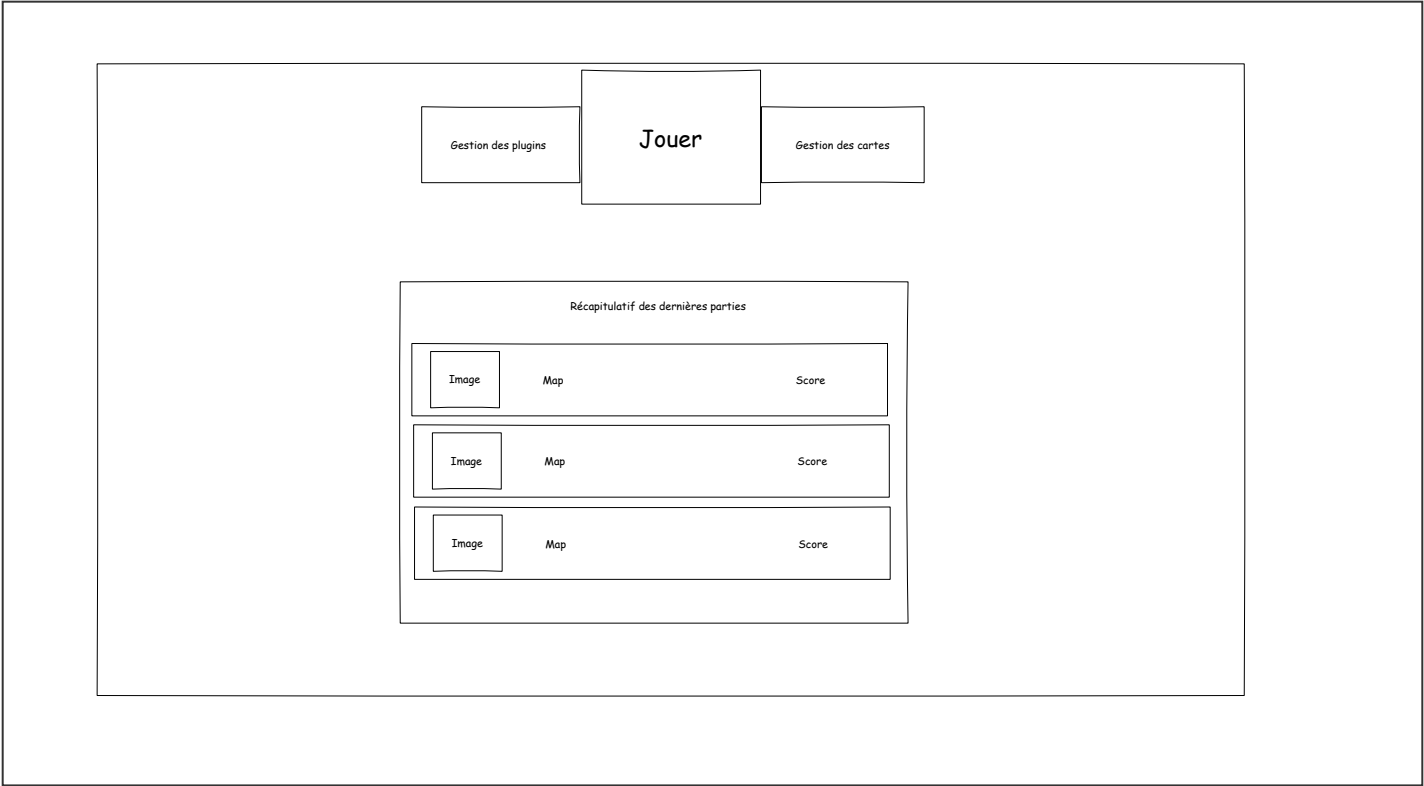 Gestion des plugins
Jouer
Gestion des cartes
Récapitulatif des dernières parties
Image Map Score
Image Map Score
Image Map Score